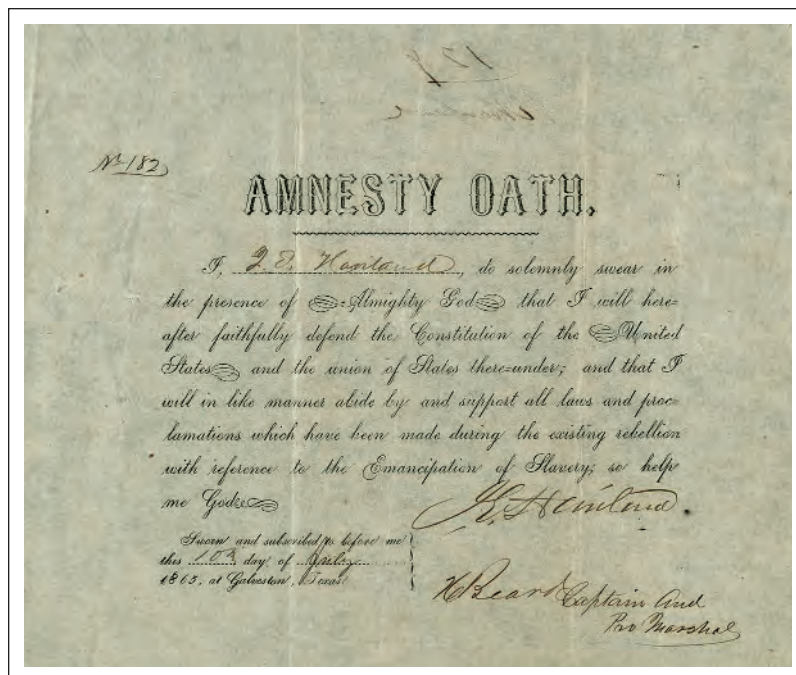 179
No 182
AMNESTY OATH.
I, J. E. Haviland, do solemnly swear in
the presence of Almighty God that I will here=
after faithfully defend the Constitution of the United
States and the union of States there=under; and that I
will in like manner abide by and support all laws and proc=
lamations which have been made during the existing rebellion
with reference to the Emancipation of Slavery; so help
me God.
Sworn and subscribed to before me
this 10th day of July
1865, at Galveston, Texas
H Beard Captain And
Pro Marshal